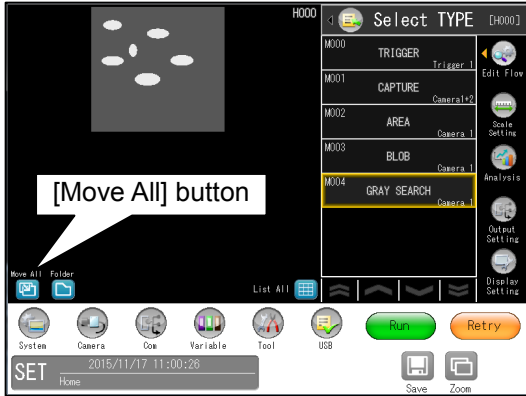 H000
Select TYPE
[H000]
M000
TRIGGER
Trigger 1
M001
CAPTURE
Camera1+2
M002
AREA
Camera 1
M003
BLOB
Camera 1
M004
GRAY SEARCH
Camera 1
Edit Flow
Scale
Setting
Analysis
Output
Setting
Display
Setting
[Move All] button
Move All
Folder
List All
System
Camera
Com
Variable
Tool
USB
Run
Retry
SET
2015/11/17 11:00:26
Home
Save
Zoom